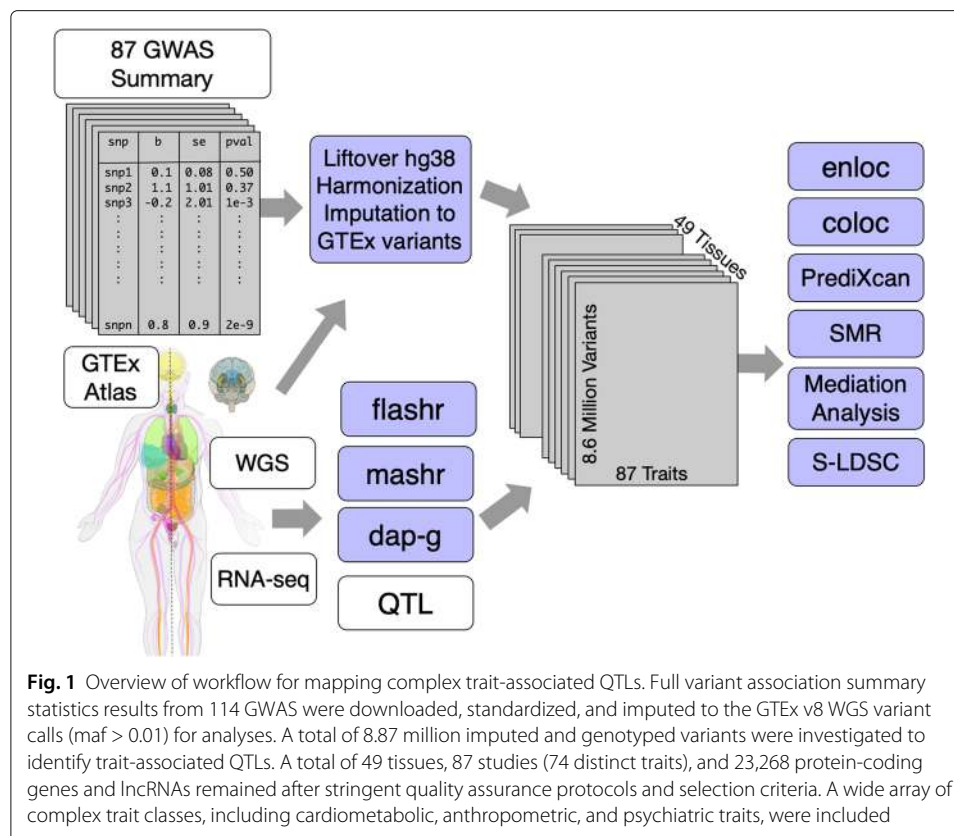 87 GWAS
Summary
snp b se pval
snp1 0.1 0.08 0.50
snp2 1.1 1.01 0.37
snp3 -0.2 2.01 1e-3
: : : :
: : : :
: : : :
snpn 0.8 0.9 2e-9
Liftover hg38
Harmonization
Imputation to
GTEx variants
GTEx
Atlas
WGS
RNA-seq
flashr
mashr
dap-g
QTL
49 Tissues
8.6 Million Variants
87 Traits
enloc
coloc
PrediXcan
SMR
Mediation
Analysis
S-LDSC
Fig. 1 Overview of workflow for mapping complex trait-associated QTLs. Full variant association summary
statistics results from 114 GWAS were downloaded, standardized, and imputed to the GTEx v8 WGS variant
calls (maf > 0.01) for analyses. A total of 8.87 million imputed and genotyped variants were investigated to
identify trait-associated QTLs. A total of 49 tissues, 87 studies (74 distinct traits), and 23,268 protein-coding
genes and lncRNAs remained after stringent quality assurance protocols and selection criteria. A wide array of
complex trait classes, including cardiometabolic, anthropometric, and psychiatric traits, were included